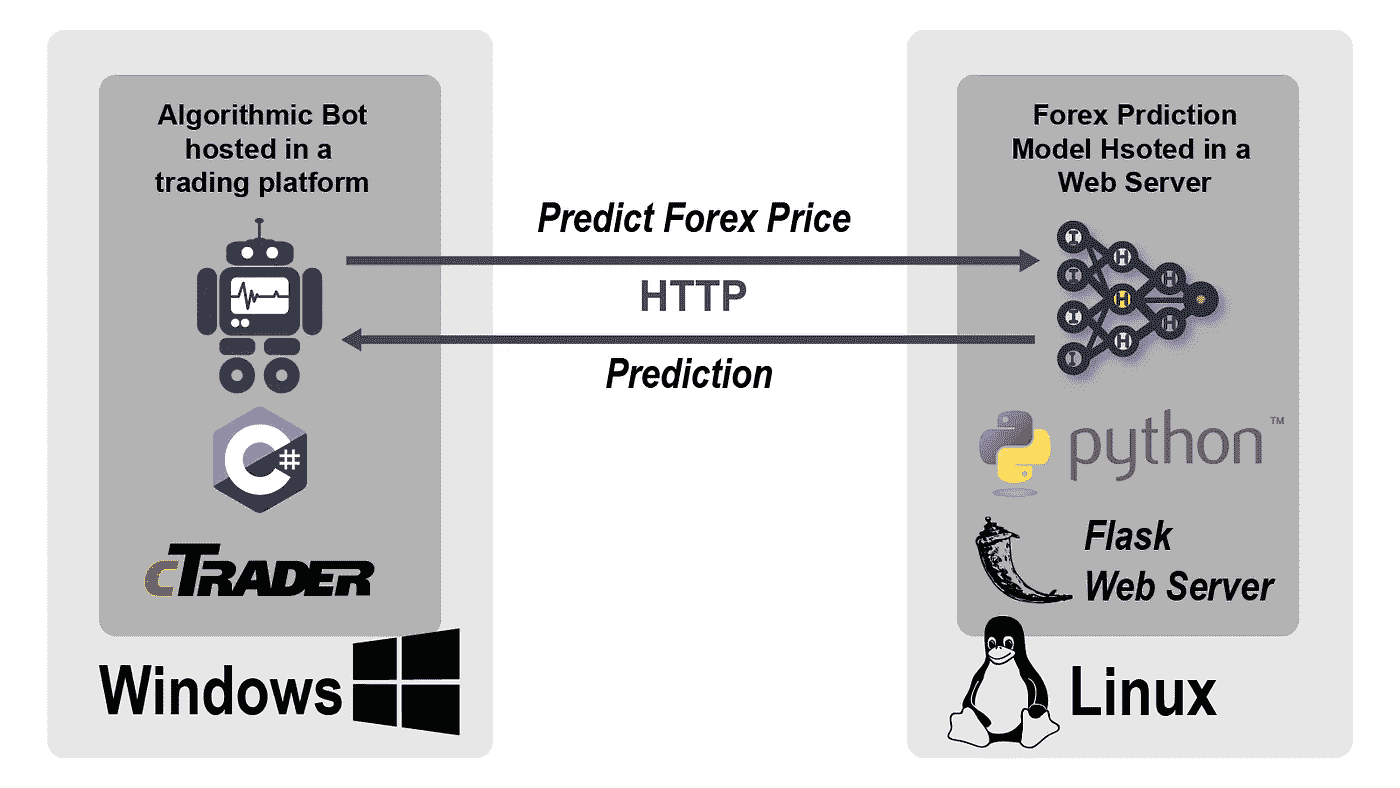 Algorithmic Bot
hosted in a
trading platform
C#
cTRADER
Windows
Predict Forex Price
HTTP
Prediction
Forex Prdiction
Model Hsoted in a
Web Server
I
H
I
H
H
I
H
H
I
python™
Flask
Web Server
Linux